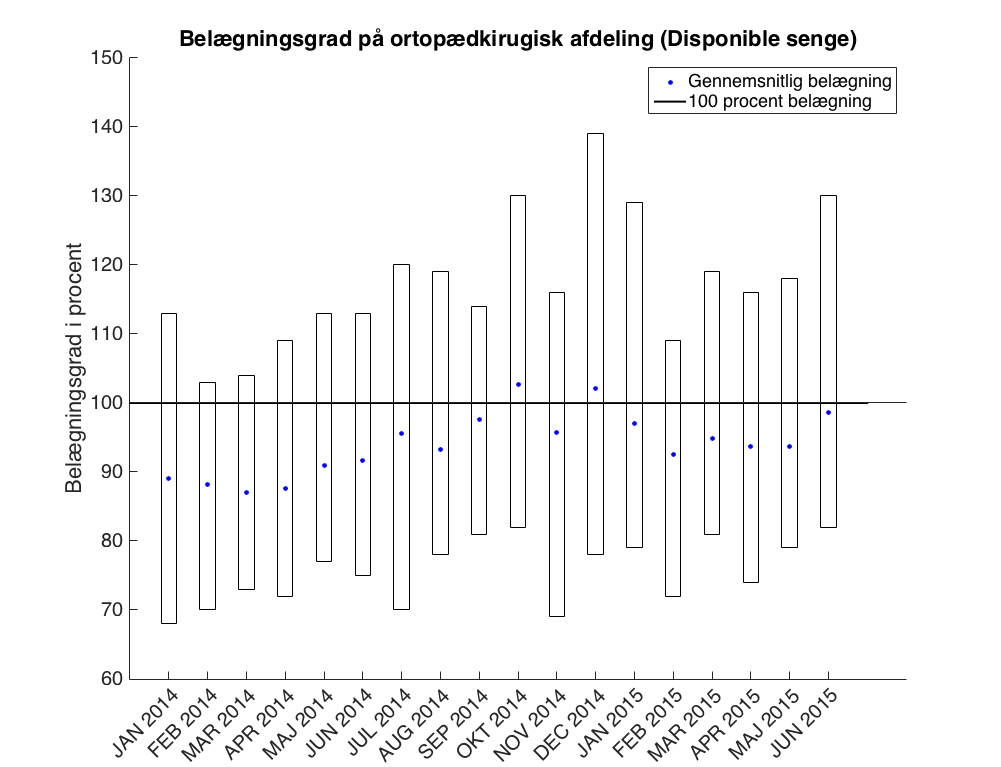 Belægningsgrad på ortopædkirugisk afdeling (Disponible senge)
Gennemsnitlig belægning
100 procent belægning
Belægningsgrad i procent
150
140
130
120
110
100
90
80
70
60
JAN 2014
FEB 2014
MAR 2014
APR 2014
MAJ 2014
JUN 2014
JUL 2014
AUG 2014
SEP 2014
OKT 2014
NOV 2014
DEC 2014
JAN 2015
FEB 2015
MAR 2015
APR 2015
MAJ 2015
JUN 2015